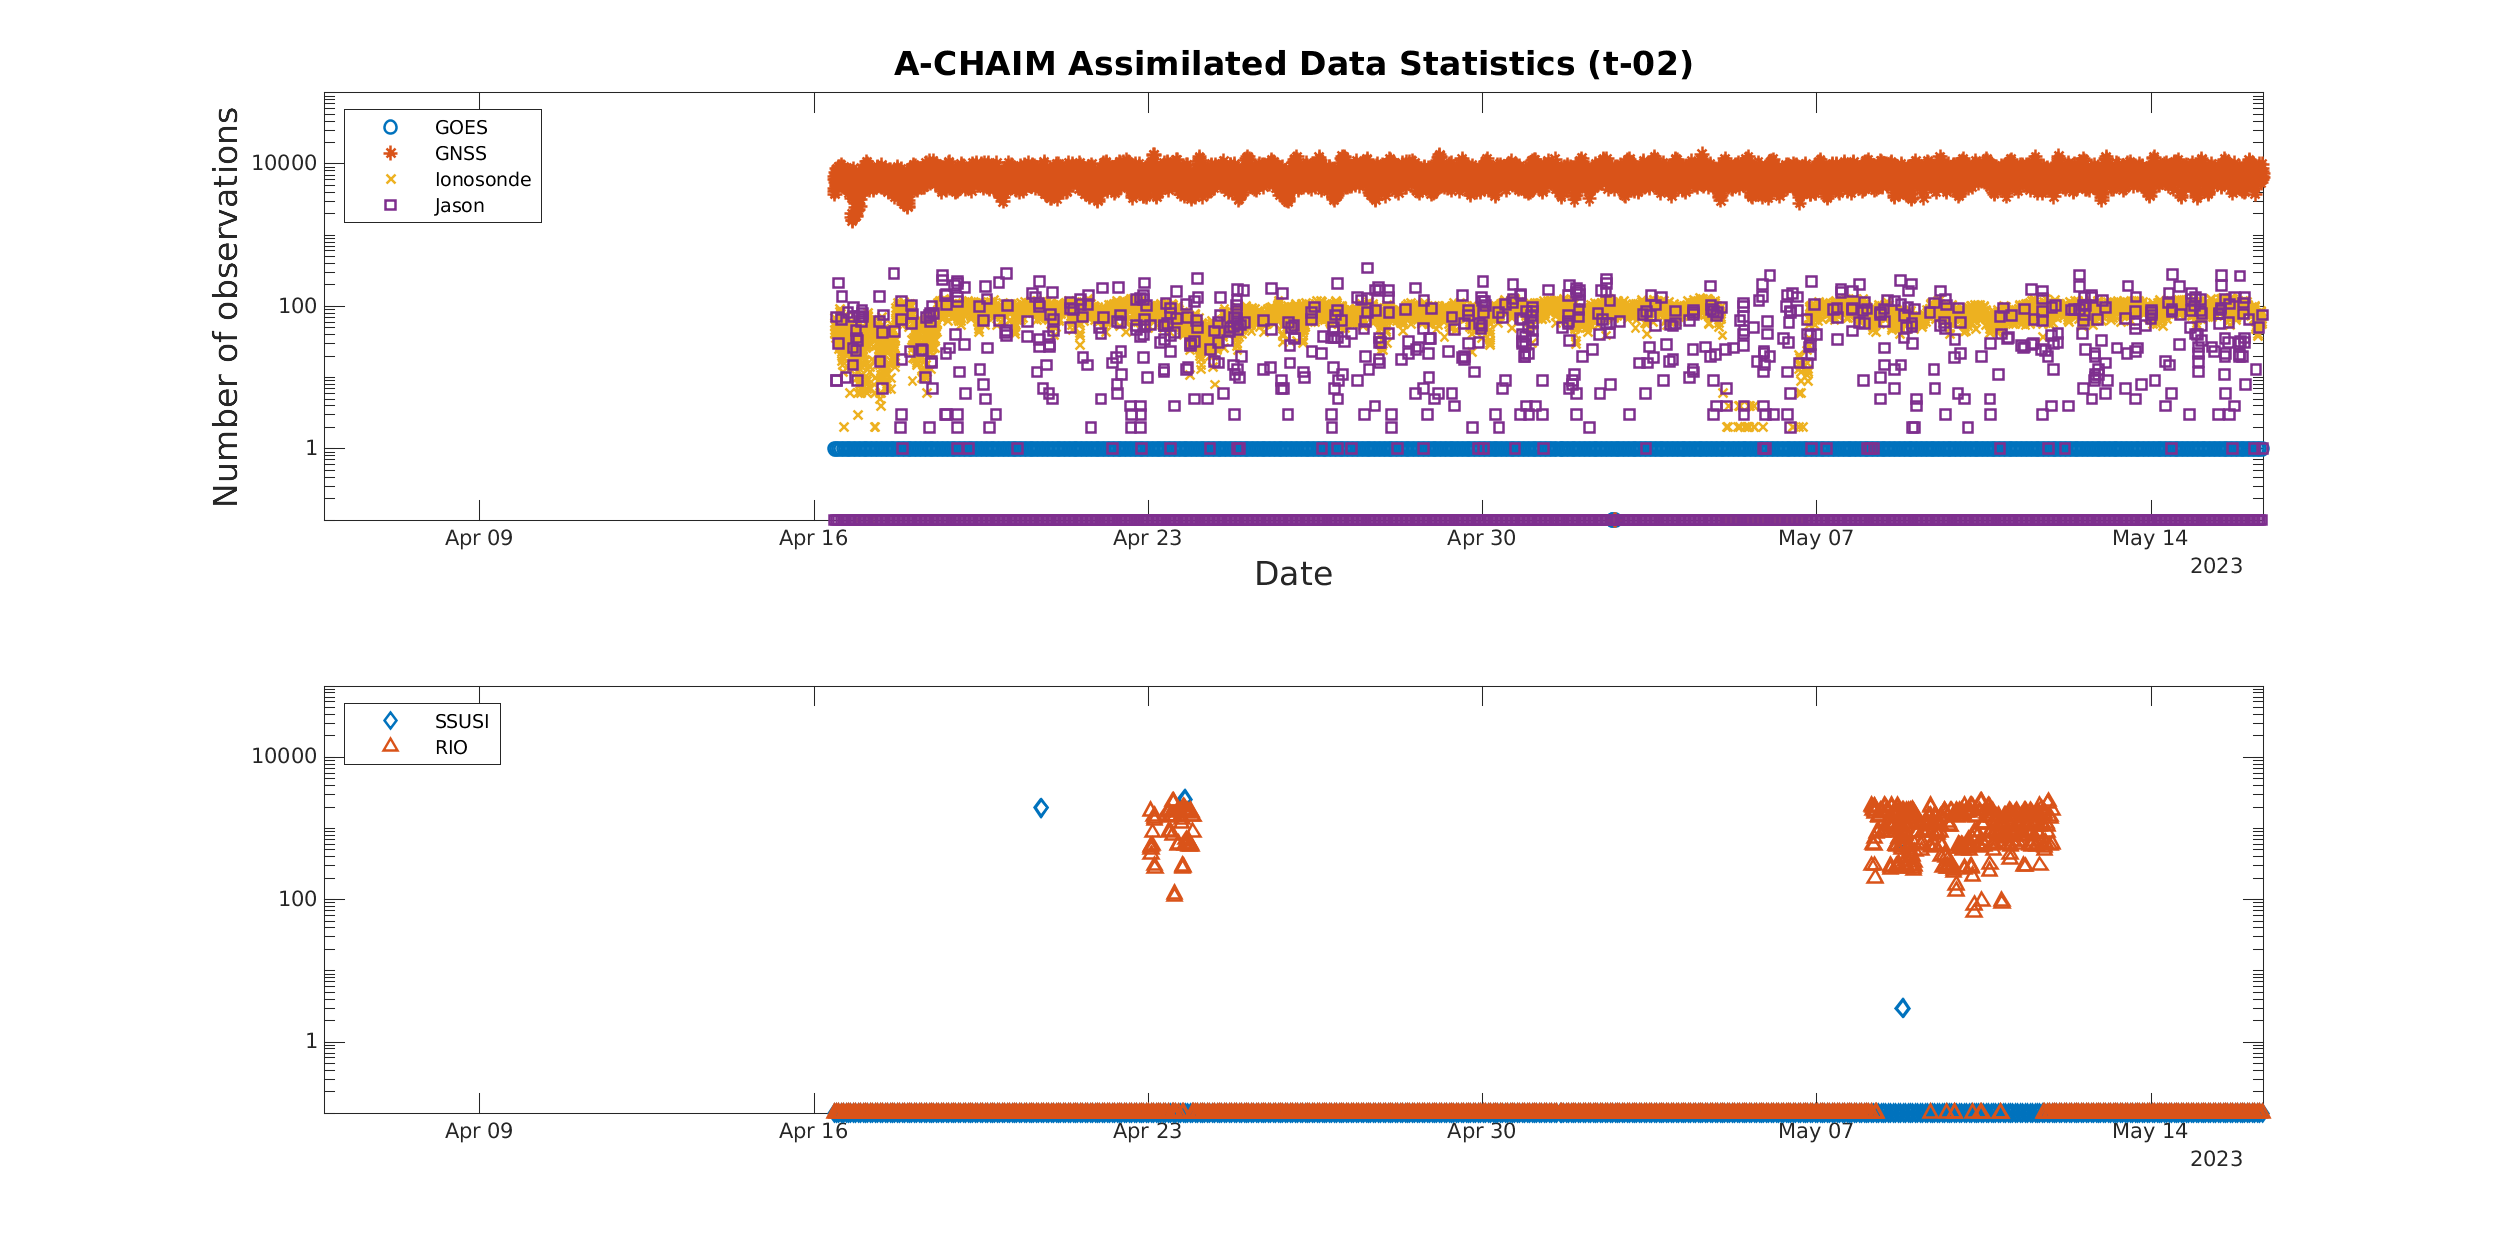 A-CHAIM Assimilated Data Statistics (t-02)
Number of observations
GOES
GNSS
Ionosonde
Jason
10000
100
1
Apr 09 Apr 16 Apr 23 Apr 30 May 07 May 14
2023
Date
SSUSI
RIO
10000
100
1
Apr 09 Apr 16 Apr 23 Apr 30 May 07 May 14
2023